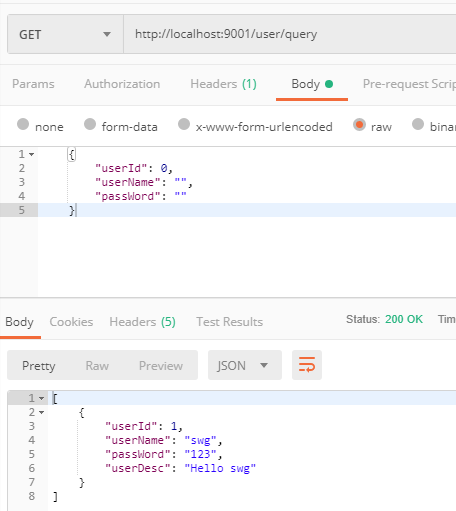 GET http://localhost:9001/user/query
Params Authorization Headers (1) Body Pre-request Scrip
none form-data x-www-form-urlencoded raw binar
1 {
2 "userId": 0,
3 "userName": "",
4 "passWord": ""
5 }
Body Cookies Headers (5) Test Results Status: 200 OK Tim
Pretty Raw Preview JSON
1 [
2 {
3 "userId": 1,
4 "userName": "swg",
5 "passWord": "123",
6 "userDesc": "Hello swg"
7 }
8 ]